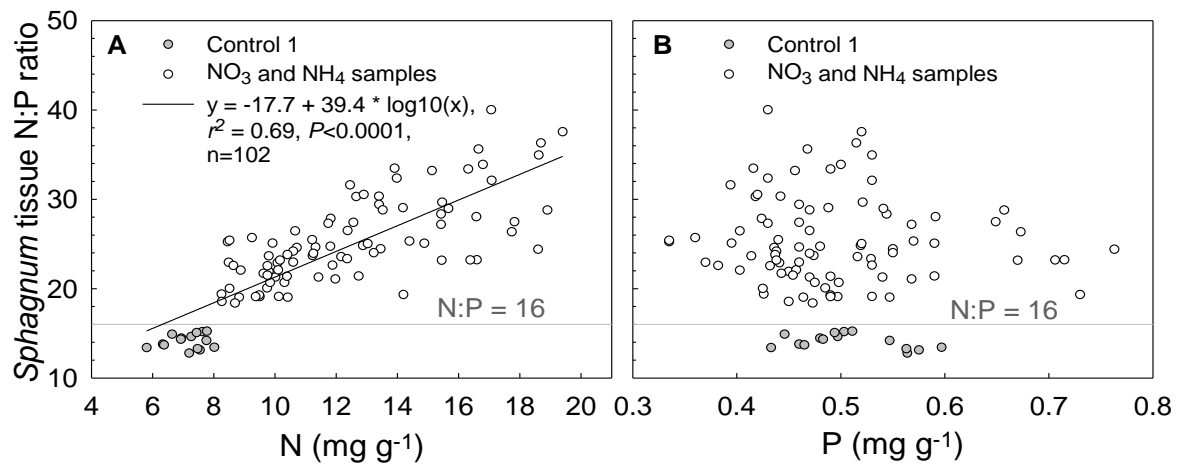 50
40
30
20
10
Sphagnum tissue N:P ratio
A
Control 1
NO3 and NH4 samples
y = -17.7 + 39.4 * log10(x),
r2 = 0.69, P<0.0001,
n=102
N:P = 16
4 6 8 10 12 14 16 18 20
N (mg g-1)
B
Control 1
NO3 and NH4 samples
N:P = 16
0.3 0.4 0.5 0.6 0.7 0.8
P (mg g-1)